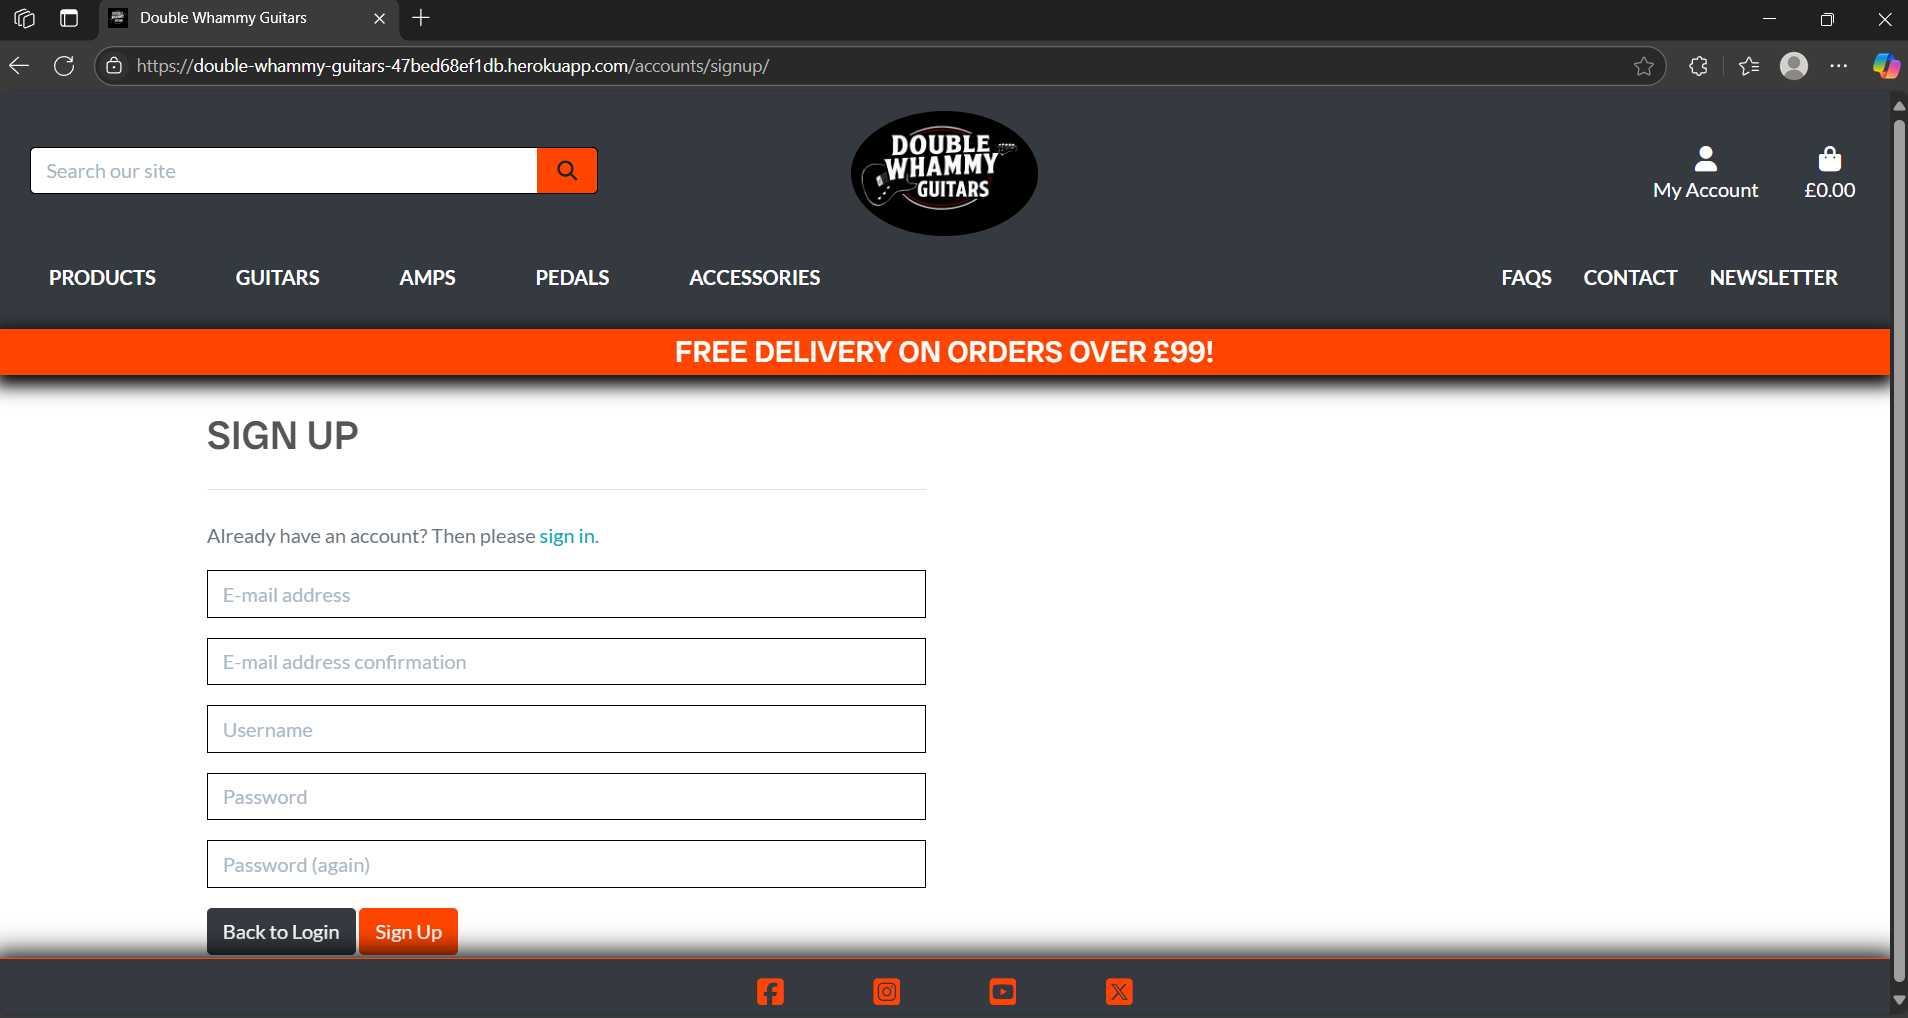 Double Whammy Guitars
https://double-whammy-guitars-47bed68ef1db.herokuapp.com/accounts/signup/
Search our site
DOUBLE
WHAMMY
GUITARS
My Account
£0.00
PRODUCTS
GUITARS
AMPS
PEDALS
ACCESSORIES
FAQS
CONTACT
NEWSLETTER
FREE DELIVERY ON ORDERS OVER £99!
SIGN UP
Already have an account? Then please sign in.
E-mail address
E-mail address confirmation
Username
Password
Password (again)
Back to Login
Sign Up